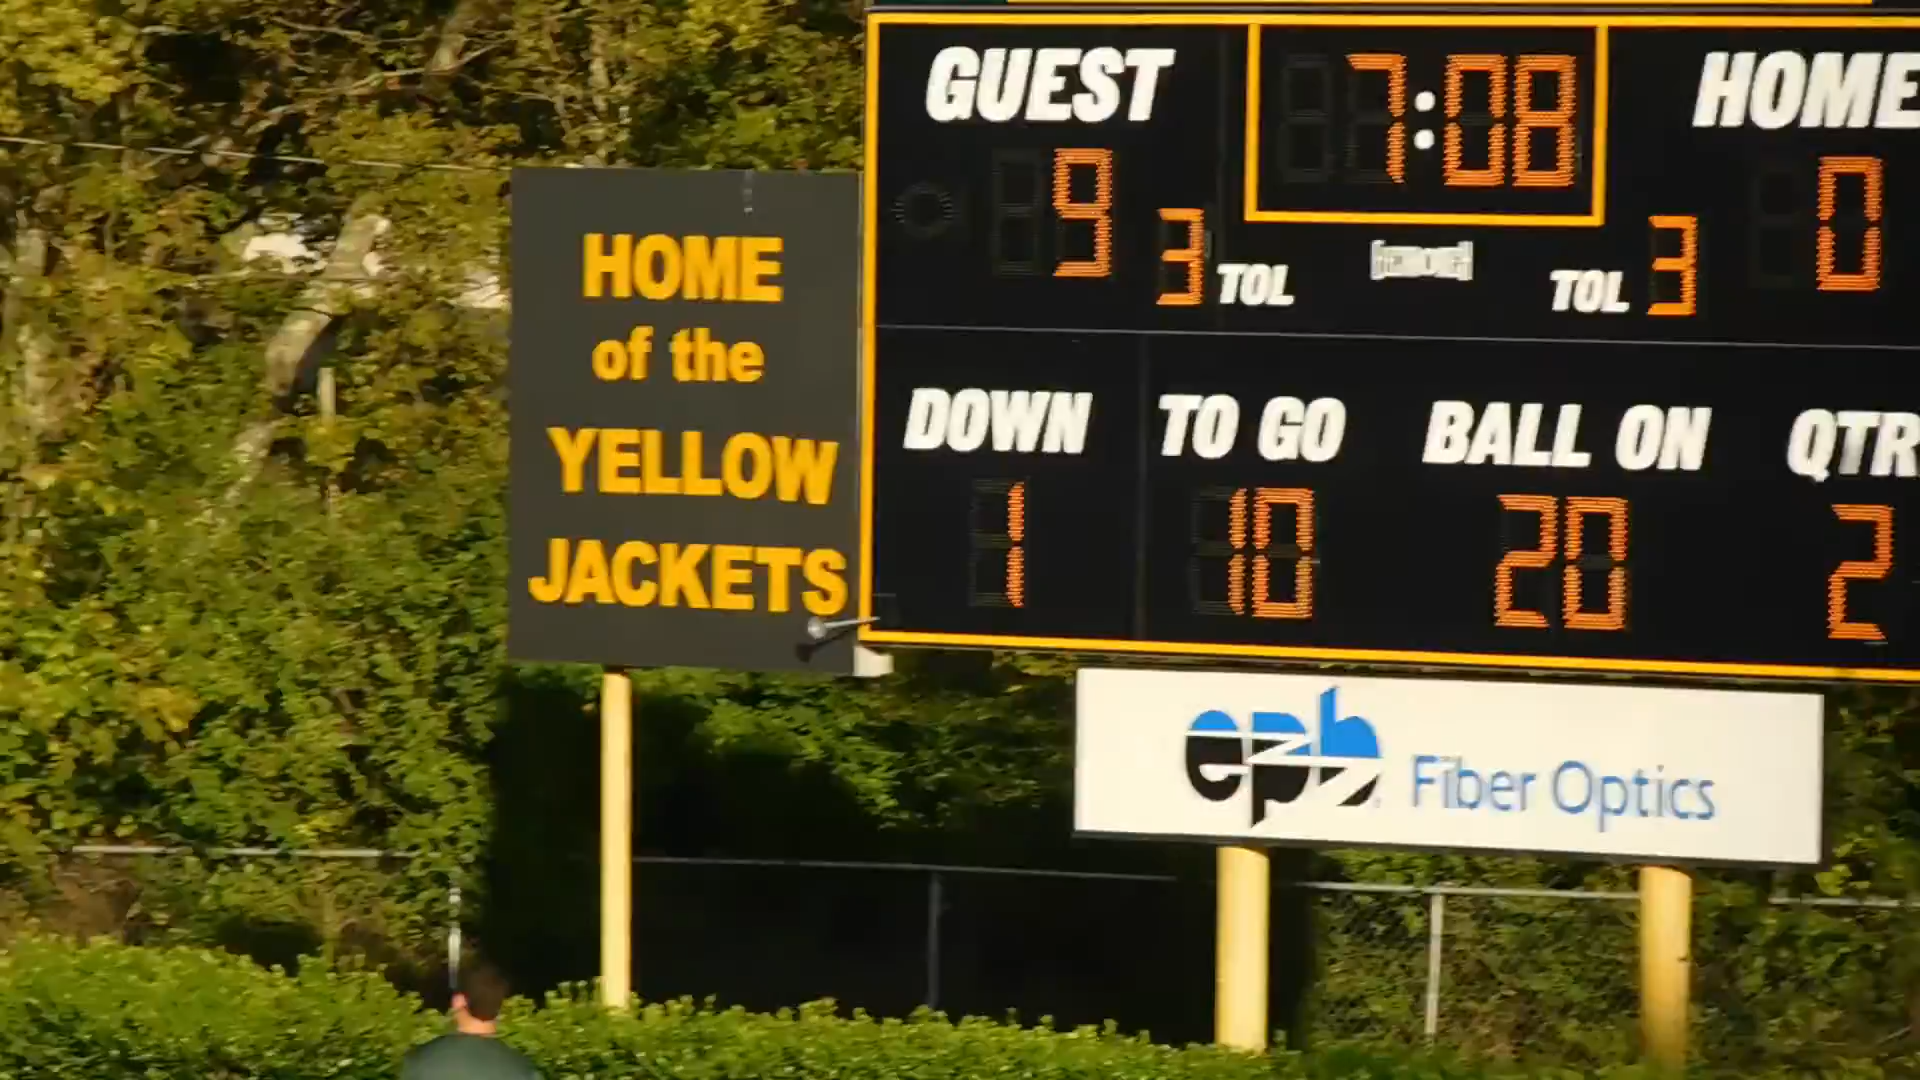 GUEST
7:08
HOME
9
3 TOL
TOL 3
0
DOWN
TO GO
BALL ON
QTR
1
10
20
2
HOME
of the
YELLOW
JACKETS
epb
Fiber Optics